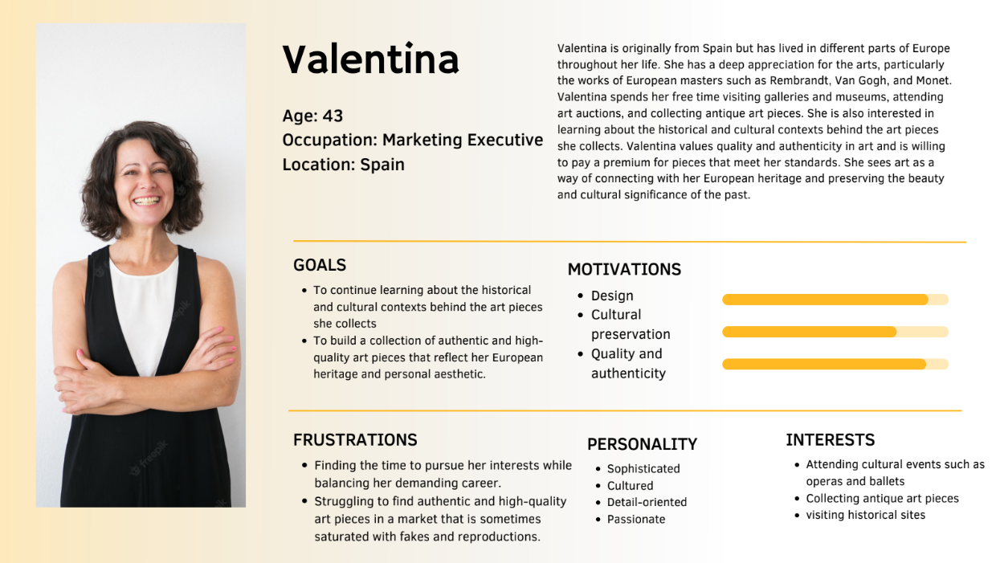 Valentina
Age: 43
Occupation: Marketing Executive
Location: Spain
Valentina is originally from Spain but has lived in different parts of Europe
throughout her life. She has a deep appreciation for the arts, particularly
the works of European masters such as Rembrandt, Van Gogh, and Monet.
Valentina spends her free time visiting galleries and museums, attending
art auctions, and collecting antique art pieces. She is also interested in
learning about the historical and cultural contexts behind the art pieces
she collects. Valentina values quality and authenticity in art and is willing
to pay a premium for pieces that meet her standards. She sees art as a
way of connecting with her European heritage and preserving the beauty
and cultural significance of the past.
GOALS
• To continue learning about the historical
and cultural contexts behind the art pieces
she collects
• To build a collection of authentic and high-
quality art pieces that reflect her European
heritage and personal aesthetic.
MOTIVATIONS
• Design
• Cultural
preservation
• Quality and
authenticity
FRUSTRATIONS
• Finding the time to pursue her interests while
balancing her demanding career.
• Struggling to find authentic and high-quality
art pieces in a market that is sometimes
saturated with fakes and reproductions.
PERSONALITY
• Sophisticated
• Cultured
• Detail-oriented
• Passionate
INTERESTS
• Attending cultural events such as
operas and ballets
• Collecting antique art pieces
• visiting historical sites
freepik
freepik